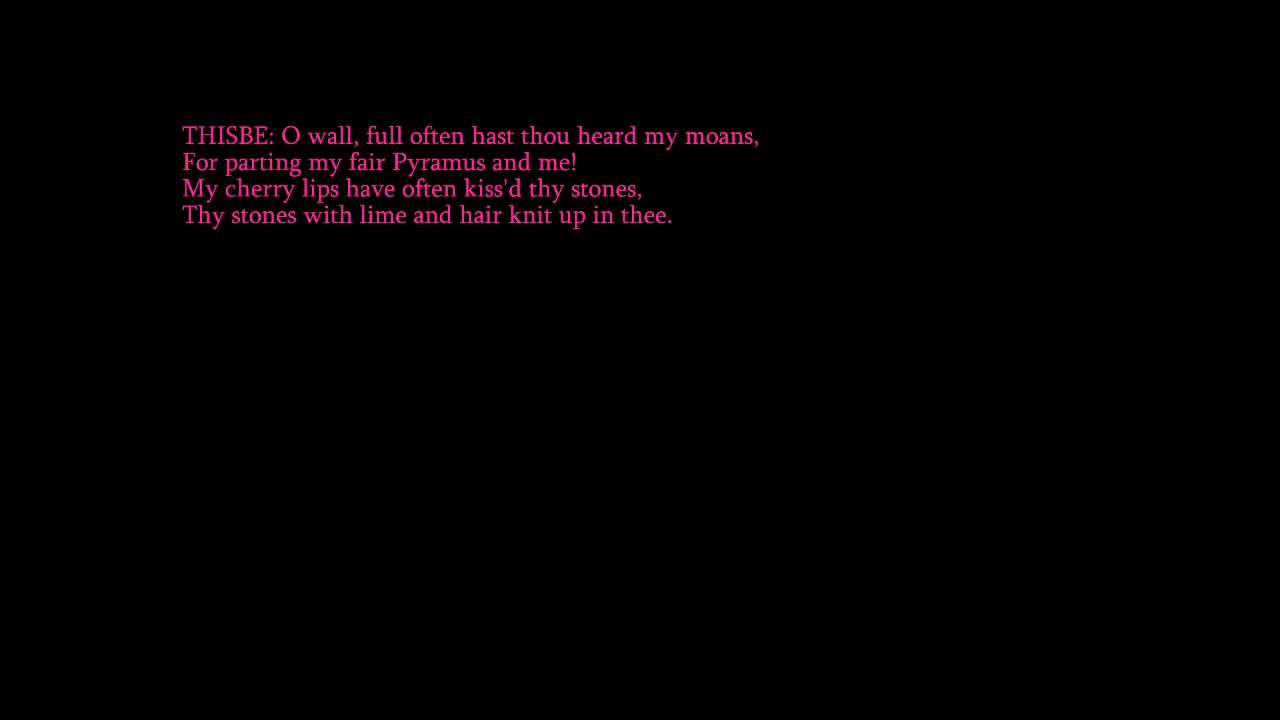 THISBE: O wall, full often hast thou heard my moans,
For parting my fair Pyramus and me!
My cherry lips have often kiss'd thy stones,
Thy stones with lime and hair knit up in thee.